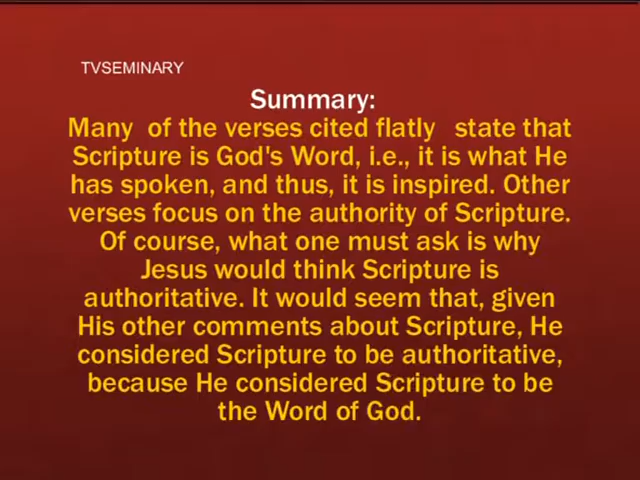 TVSEMINARY
Summary:
Many of the verses cited flatly state that
Scripture is God's Word, i.e., it is what He
has spoken, and thus, it is inspired. Other
verses focus on the authority of Scripture.
Of course, what one must ask is why
Jesus would think Scripture is
authoritative. It would seem that, given
His other comments about Scripture, He
considered Scripture to be authoritative,
because He considered Scripture to be
the Word of God.